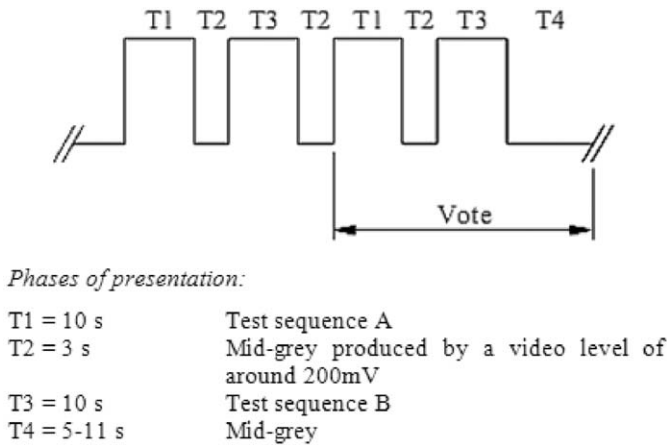 T1 T2 T3 T2 T1 T2 T3 T4
Vote
Phases of presentation:
T1 = 10 s Test sequence A
T2 = 3 s Mid-grey produced by a video level of
around 200mV
T3 = 10 s Test sequence B
T4 = 5-11 s Mid-grey